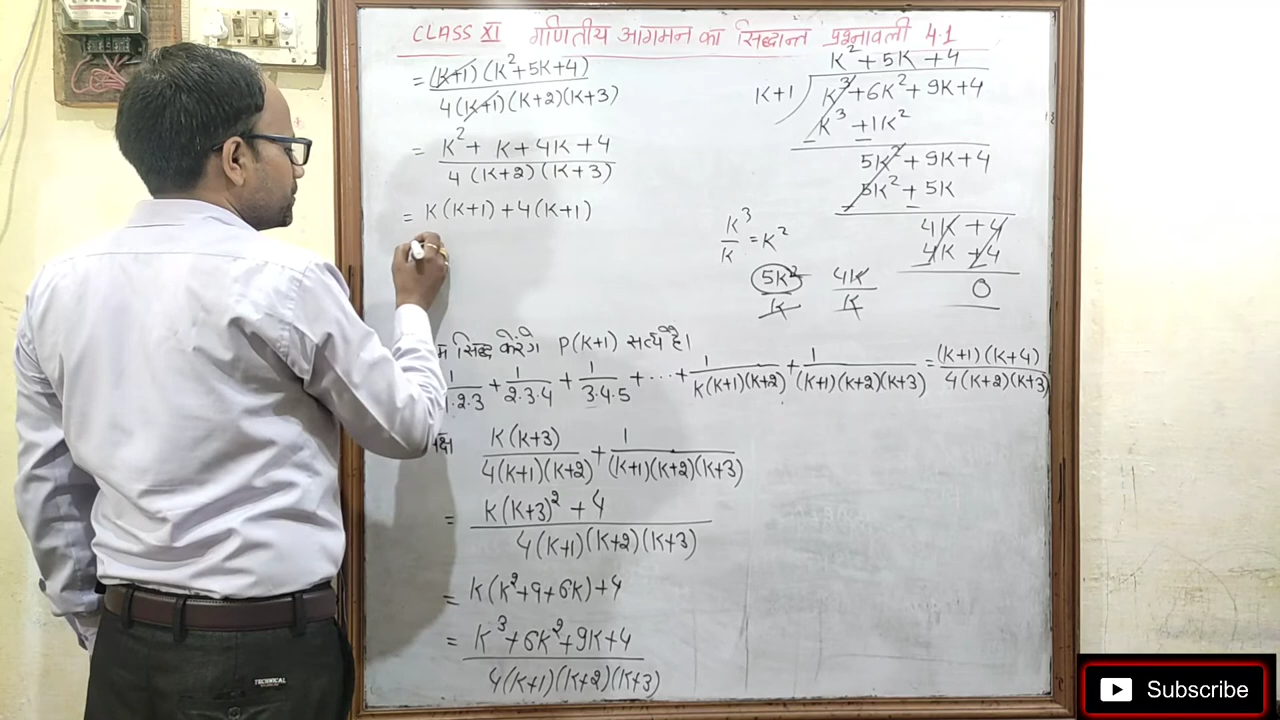 CLASS XI गणितीय आगमन का सिद्धान्त प्रश्नावली 4.1
= (K+1)(K²+5K+4)
4(K+1)(K+2)(K+3)
= K²+K+4K+4
4(K+2)(K+3)
= K(K+1)+4(K+1)
K²+5K+4
K+1) K³+6K²+9K+4
K³+1K²
5K²+9K+4
5K²+5K
4K+4
4K+4
0
K³/K=K²
5K²/K 4K/K
सिद्ध करेंगे P(K+1) सत्य है।
1/1.2.3+1/2.3.4+1/3.4.5+...+1/K(K+1)(K+2)+1/(K+1)(K+2)(K+3)=(K+1)(K+4)/4(K+2)(K+3)
K(K+3)/4(K+1)(K+2)+1/(K+1)(K+2)(K+3)
= K(K+3)²+4
4(K+1)(K+2)(K+3)
= K(K²+9+6K)+4
= K³+6K²+9K+4
4(K+1)(K+2)(K+3)
TECHNICAL
Subscribe